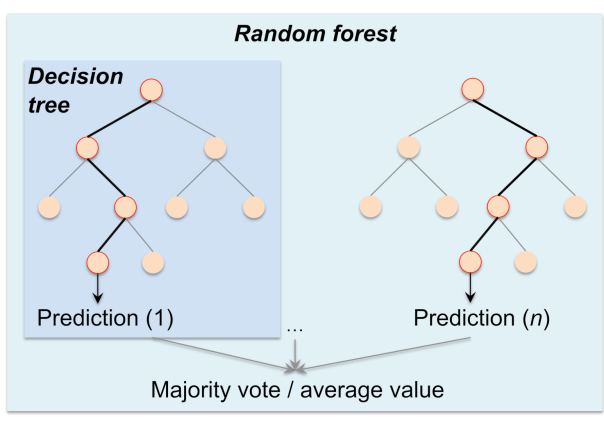 Random forest
Decision
tree
Prediction (1)
...
Prediction (n)
Majority vote / average value